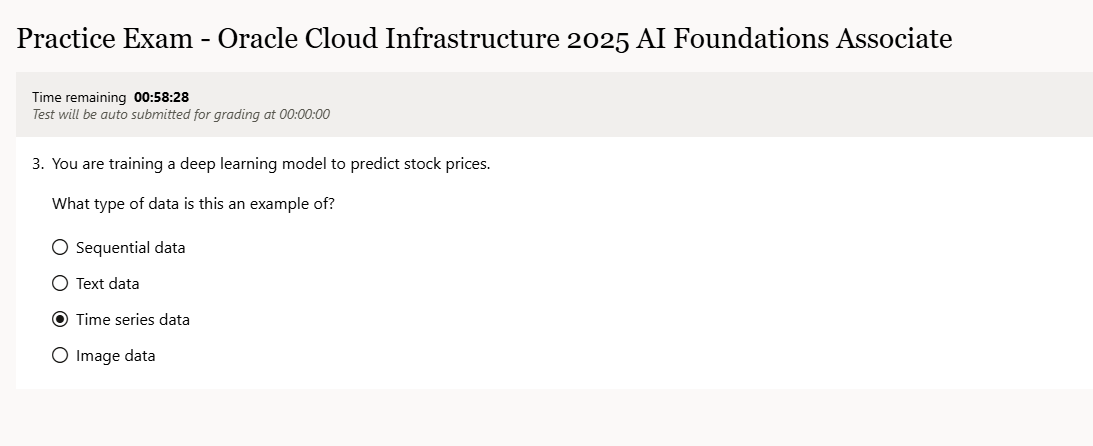 Practice Exam - Oracle Cloud Infrastructure 2025 AI Foundations Associate
Time remaining 00:58:28
Test will be auto submitted for grading at 00:00:00
3. You are training a deep learning model to predict stock prices.
What type of data is this an example of?
Sequential data
Text data
Time series data
Image data